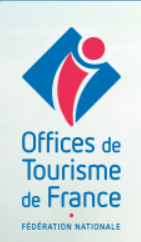 Offices de
Tourisme
de France
FÉDÉRATION NATIONALE